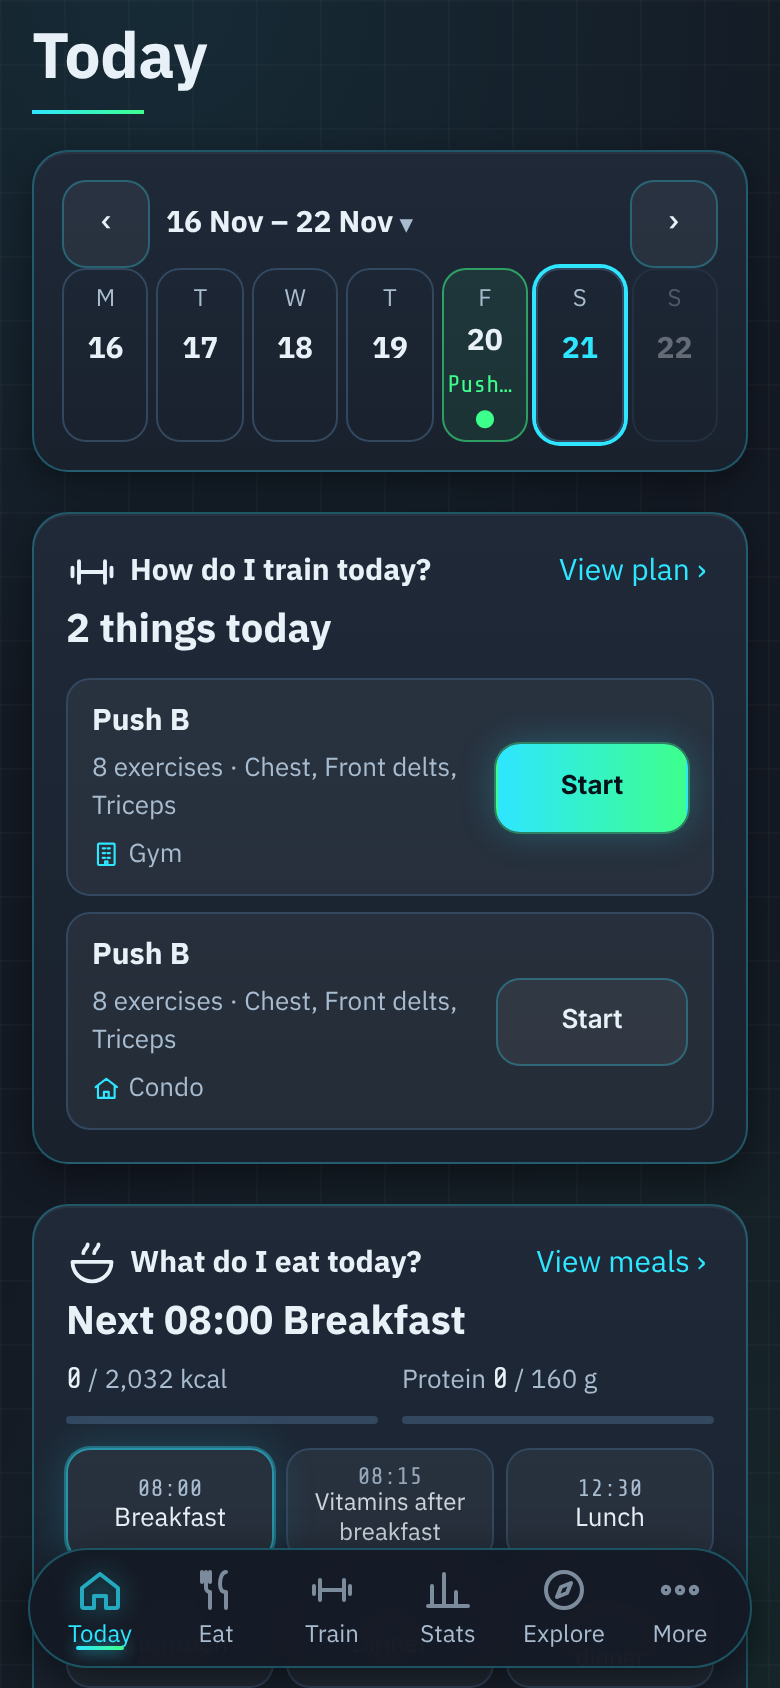 Today
‹ 16 Nov – 22 Nov ▾ ›
M T W T F S S
16 17 18 19 20 21 22
Push…
How do I train today? View plan ›
2 things today
Push B
8 exercises · Chest, Front delts,
Triceps
Gym
Start
Push B
8 exercises · Chest, Front delts,
Triceps
Condo
Start
What do I eat today? View meals ›
Next 08:00 Breakfast
0 / 2,032 kcal Protein 0 / 160 g
08:00
Breakfast
08:15
Vitamins after
breakfast
12:30
Lunch
Today Eat Train Stats Explore More